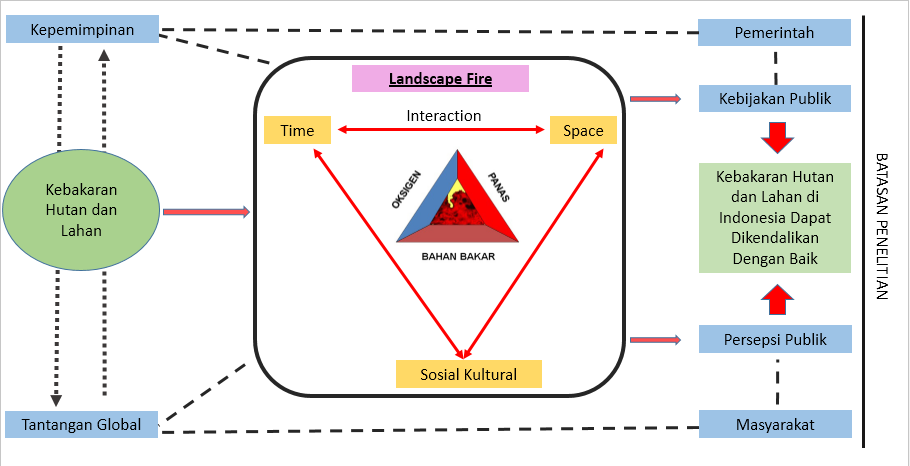 Kepemimpinan
Pemerintah
Landscape Fire
Kebijakan Publik
Interaction
Time
Space
OKSIGEN
PANAS
BAHAN BAKAR
Kebakaran
Hutan dan
Lahan
Kebakaran Hutan
dan Lahan di
Indonesia Dapat
Dikendalikan
Dengan Baik
BATASAN PENELITIAN
Persepsi Publik
Sosial Kultural
Tantangan Global
Masyarakat